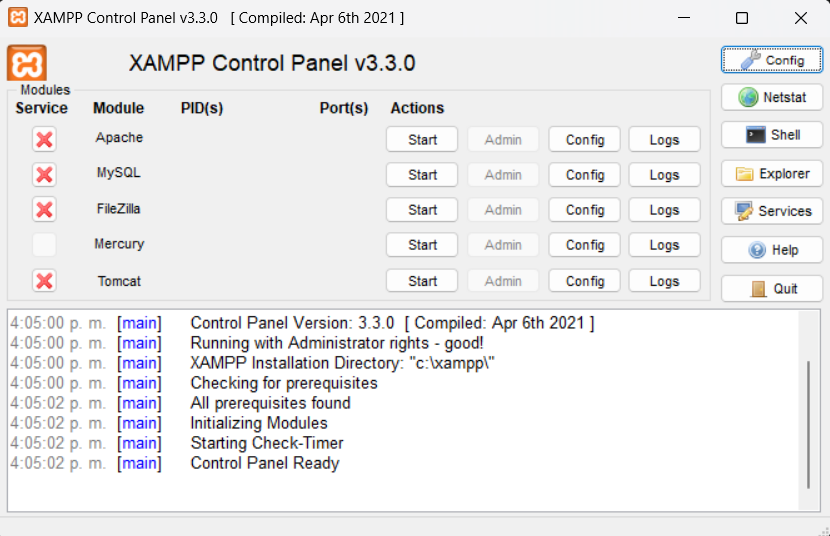 XAMPP Control Panel v3.3.0 [ Compiled: Apr 6th 2021 ]
XAMPP Control Panel v3.3.0
Config
Modules
Service Module PID(s) Port(s) Actions
Netstat
Apache Start Admin Config Logs
Shell
MySQL Start Admin Config Logs
Explorer
FileZilla Start Admin Config Logs
Services
Mercury Start Admin Config Logs
Help
Tomcat Start Admin Config Logs
Quit
4:05:00 p. m. [main] Control Panel Version: 3.3.0 [ Compiled: Apr 6th 2021 ]
4:05:00 p. m. [main] Running with Administrator rights - good!
4:05:00 p. m. [main] XAMPP Installation Directory: "c:\xampp\"
4:05:00 p. m. [main] Checking for prerequisites
4:05:02 p. m. [main] All prerequisites found
4:05:02 p. m. [main] Initializing Modules
4:05:02 p. m. [main] Starting Check-Timer
4:05:02 p. m. [main] Control Panel Ready